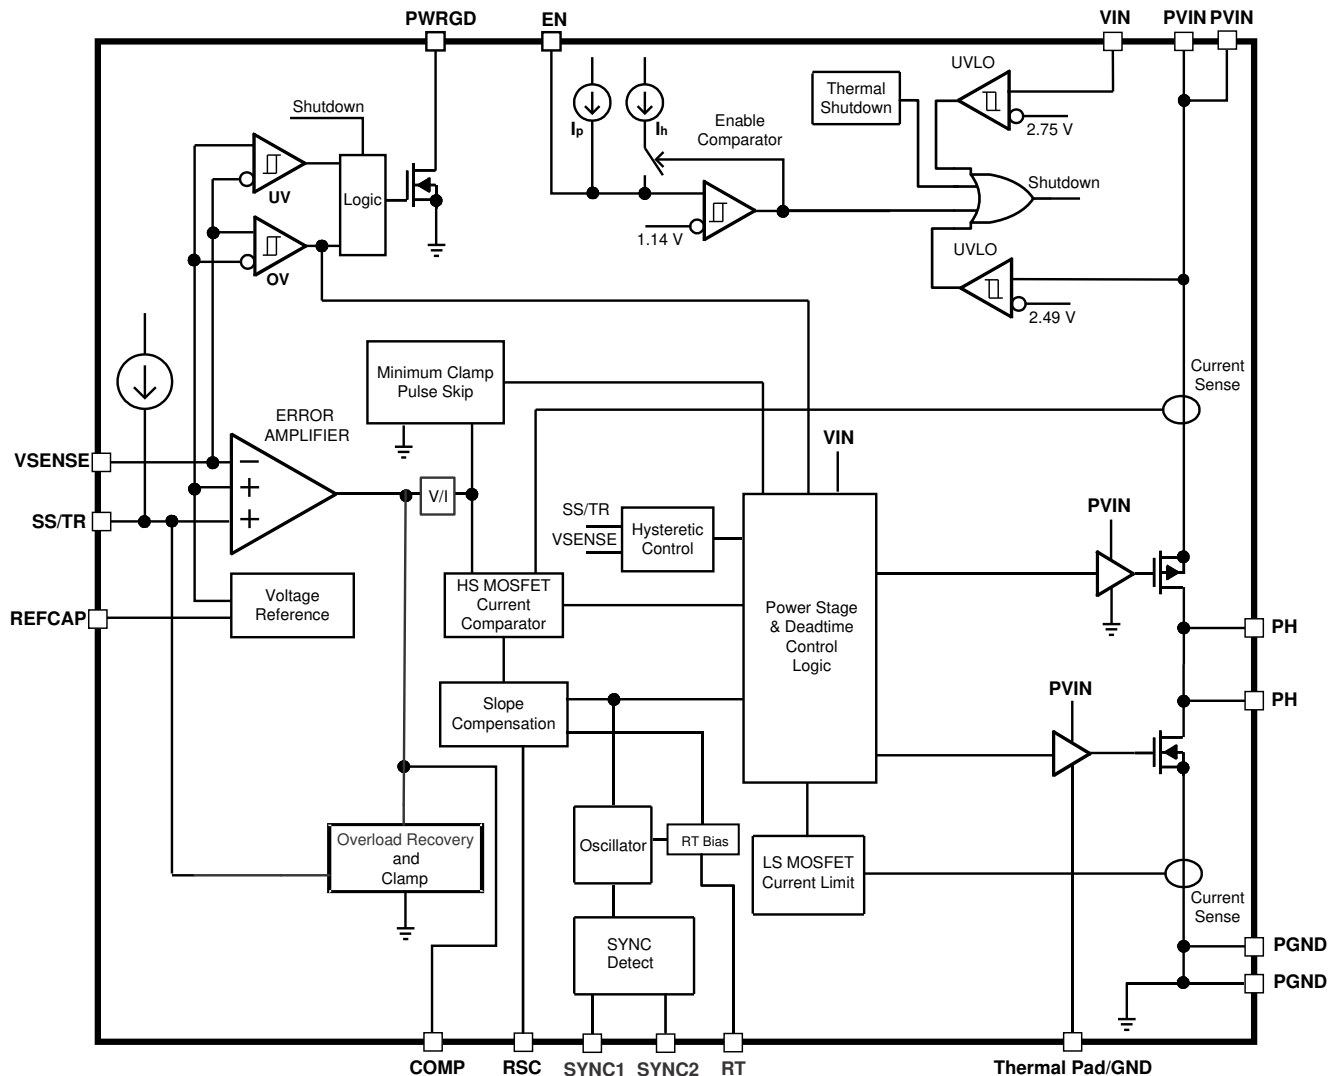 PWRGD
EN
VIN
PVIN PVIN
UVLO
Thermal
Shutdown
2.75 V
Shutdown
Ip
Ih
Enable
Comparator
UV
Logic
Shutdown
1.14 V
OV
UVLO
2.49 V
Current
Sense
Minimum Clamp
Pulse Skip
ERROR
AMPLIFIER
VIN
VSENSE
−
+
+
V/I
SS/TR
SS/TR
VSENSE
Hysteretic
Control
PVIN
Voltage
Reference
HS MOSFET
Current
Comparator
Power Stage
& Deadtime
Control
Logic
REFCAP
PH
Slope
Compensation
PVIN
PH
Overload Recovery
and
Clamp
Oscillator
RT Bias
LS MOSFET
Current Limit
Current
Sense
SYNC
Detect
PGND
PGND
COMP
RSC
SYNC1
SYNC2
RT
Thermal Pad/GND